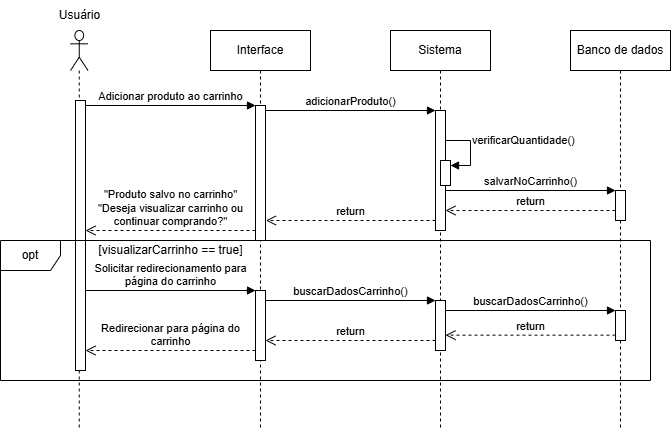 Usuário
Interface
Sistema
Banco de dados
Adicionar produto ao carrinho
adicionarProduto()
verificarQuantidade()
salvarNoCarrinho()
return
return
"Produto salvo no carrinho"
"Deseja visualizar carrinho ou
continuar comprando?"
opt
[visualizarCarrinho == true]
Solicitar redirecionamento para
página do carrinho
buscarDadosCarrinho()
buscarDadosCarrinho()
return
return
Redirecionar para página do
carrinho